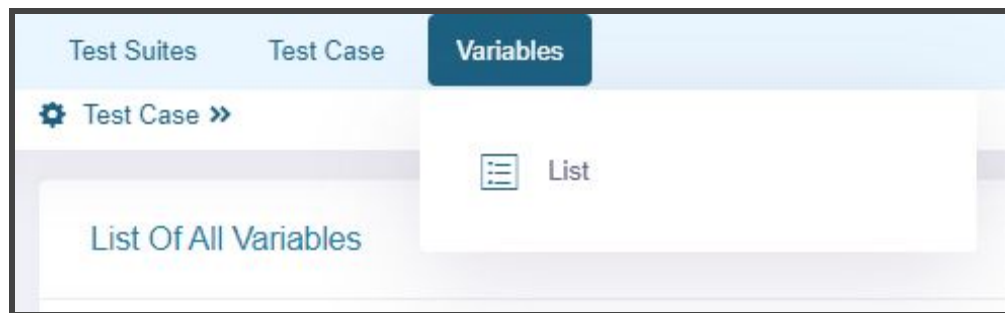 Test Suites Test Case Variables
Test Case »
List
List Of All Variables